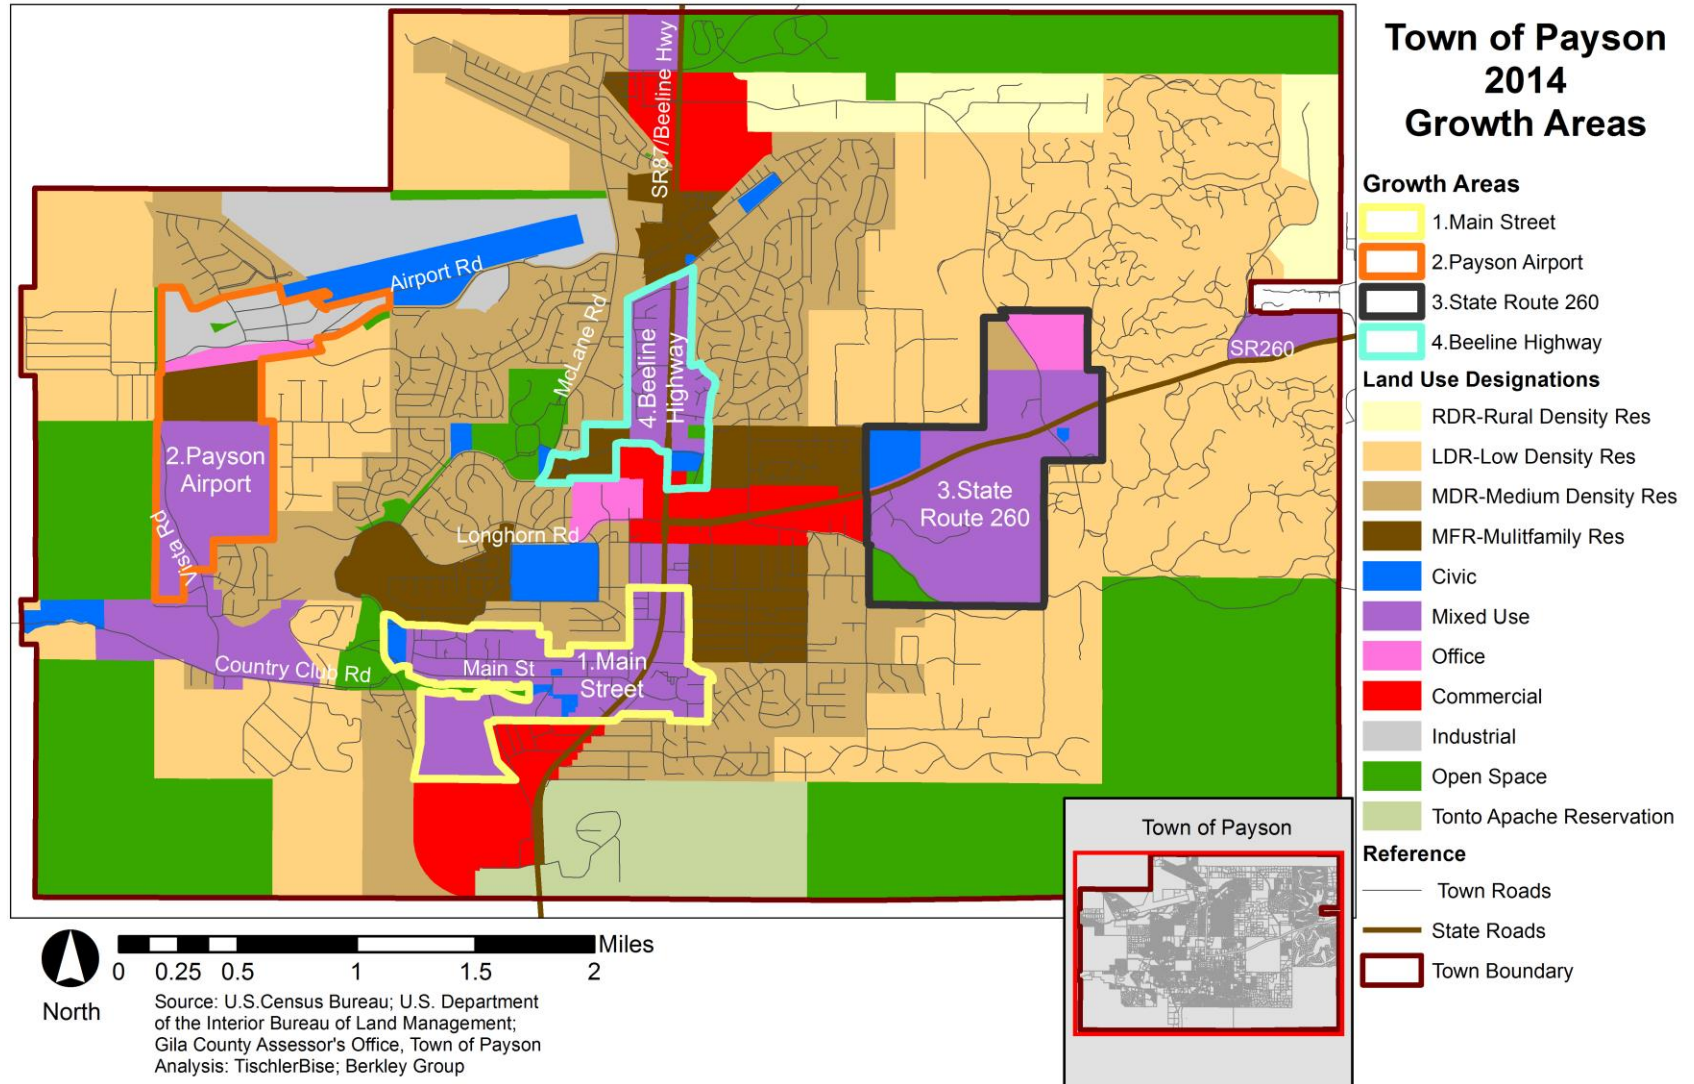 Town of Payson
2014
Growth Areas
Growth Areas
1.Main Street
2.Payson Airport
3.State Route 260
4.Beeline Highway
Land Use Designations
RDR-Rural Density Res
LDR-Low Density Res
MDR-Medium Density Res
MFR-Mulitfamily Res
Civic
Mixed Use
Office
Commercial
Industrial
Open Space
Tonto Apache Reservation
Reference
Town Roads
State Roads
Town Boundary
SR87/Beeline Hwy
Airport Rd
McLane Rd
4.Beeline
Highway
SR260
2.Payson
Airport
3.State
Route 260
Vista Rd
Longhorn Rd
Country Club Rd
Main St
1.Main
Street
Town of Payson
North
0 0.25 0.5 1 1.5 2
Miles
Source: U.S.Census Bureau; U.S. Department
of the Interior Bureau of Land Management;
Gila County Assessor's Office, Town of Payson
Analysis: TischlerBise; Berkley Group